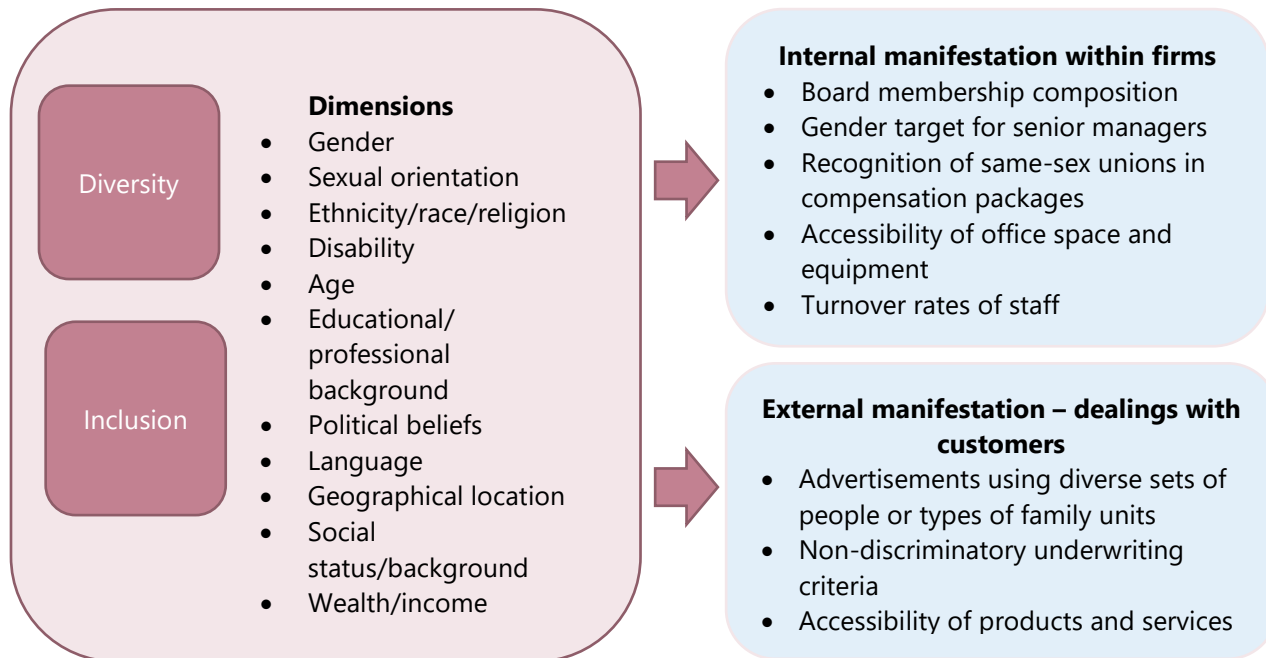 Diversity
Inclusion
Dimensions
• Gender
• Sexual orientation
• Ethnicity/race/religion
• Disability
• Age
• Educational/
professional
background
• Political beliefs
• Language
• Geographical location
• Social
status/background
• Wealth/income
Internal manifestation within firms
• Board membership composition
• Gender target for senior managers
• Recognition of same-sex unions in
compensation packages
• Accessibility of office space and
equipment
• Turnover rates of staff
External manifestation – dealings with
customers
• Advertisements using diverse sets of
people or types of family units
• Non-discriminatory underwriting
criteria
• Accessibility of products and services